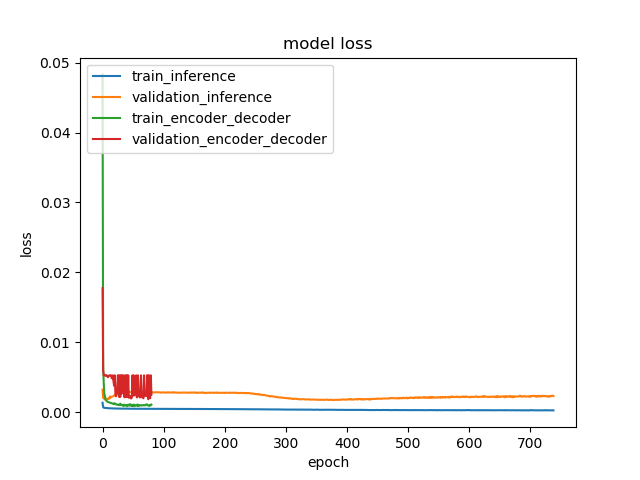 model loss
train_inference
validation_inference
train_encoder_decoder
validation_encoder_decoder
0.05
0.04
0.03
0.02
0.01
0.00
loss
0 100 200 300 400 500 600 700
epoch